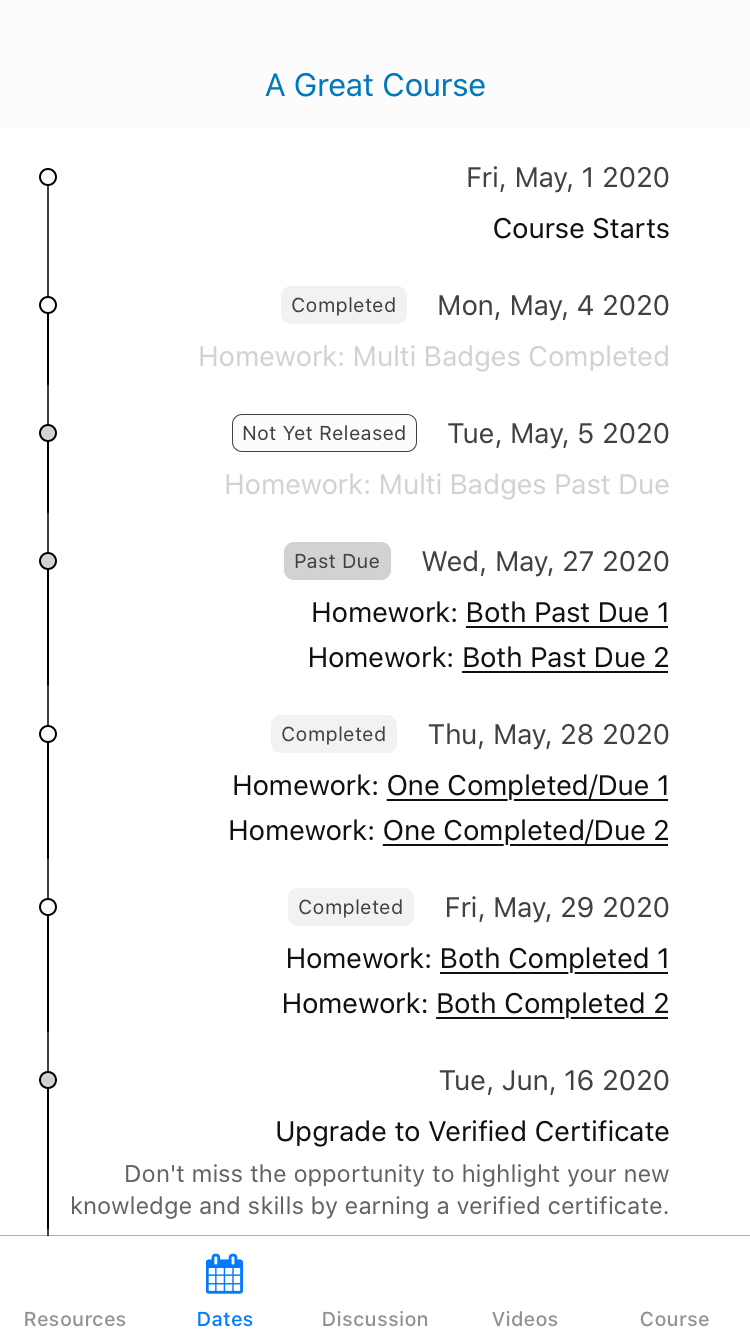 A Great Course
Fri, May, 1 2020
Course Starts
Completed Mon, May, 4 2020
Homework: Multi Badges Completed
Not Yet Released Tue, May, 5 2020
Homework: Multi Badges Past Due
Past Due Wed, May, 27 2020
Homework: Both Past Due 1
Homework: Both Past Due 2
Completed Thu, May, 28 2020
Homework: One Completed/Due 1
Homework: One Completed/Due 2
Completed Fri, May, 29 2020
Homework: Both Completed 1
Homework: Both Completed 2
Tue, Jun, 16 2020
Upgrade to Verified Certificate
Don't miss the opportunity to highlight your new
knowledge and skills by earning a verified certificate.
Resources Dates Discussion Videos Course